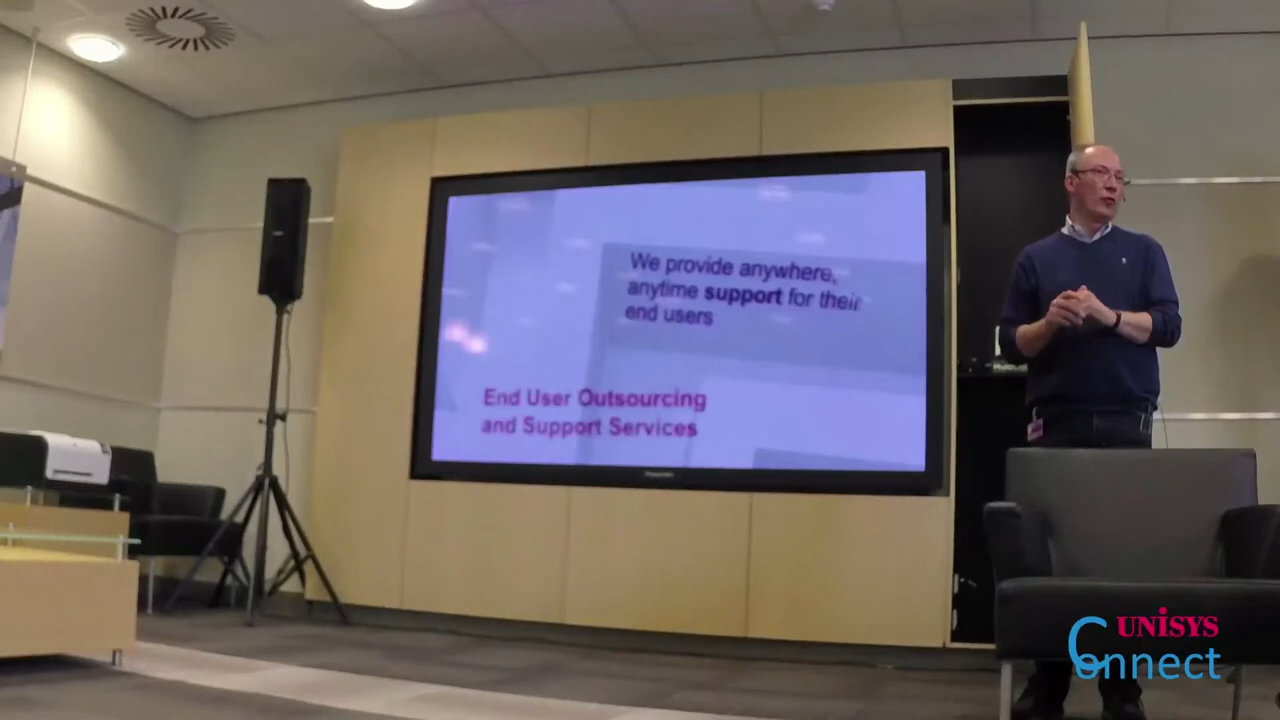 We provide anywhere,
anytime support for their
end users
End User Outsourcing
and Support Services
UNiSYS
Connect